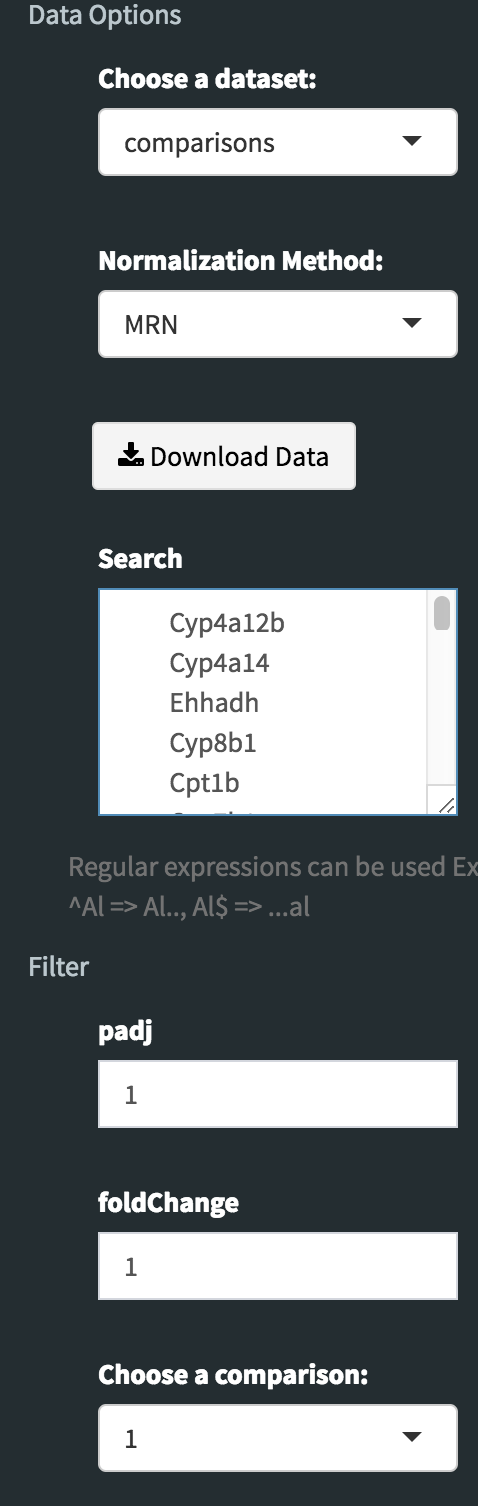 Data Options
Choose a dataset:
comparisons
Normalization Method:
MRN
Download Data
Search
Cyp4a12b
Cyp4a14
Ehhadh
Cyp8b1
Cpt1b
Regular expressions can be used Ex
^Al => Al.., Al$ => ...al
Filter
padj
1
foldChange
1
Choose a comparison:
1